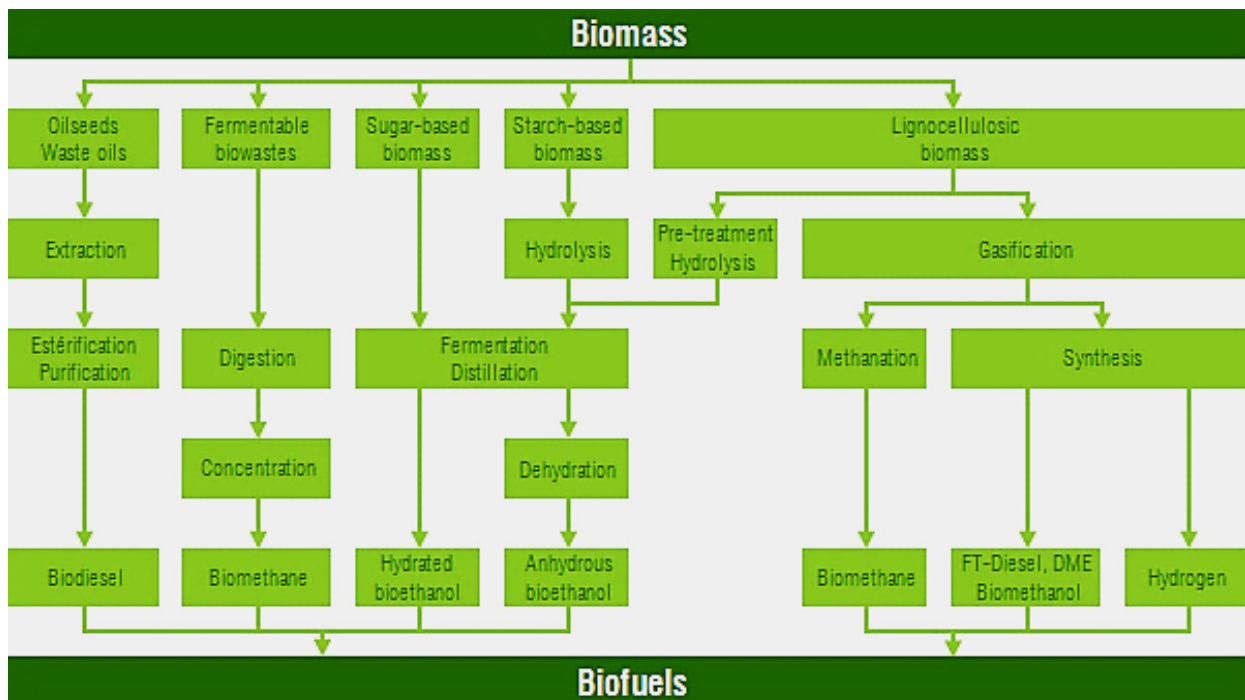 Biomass
Oilseeds
Waste oils
Fermentable
biowastes
Sugar-based
biomass
Starch-based
biomass
Lignocellulosic
biomass
Extraction
Hydrolysis
Pre-treatment
Hydrolysis
Gasification
Estérification
Purification
Digestion
Fermentation
Distillation
Methanation
Synthesis
Concentration
Dehydration
Biodiesel
Biomethane
Hydrated
bioethanol
Anhydrous
bioethanol
Biomethane
FT-Diesel, DME
Biomethanol
Hydrogen
Biofuels